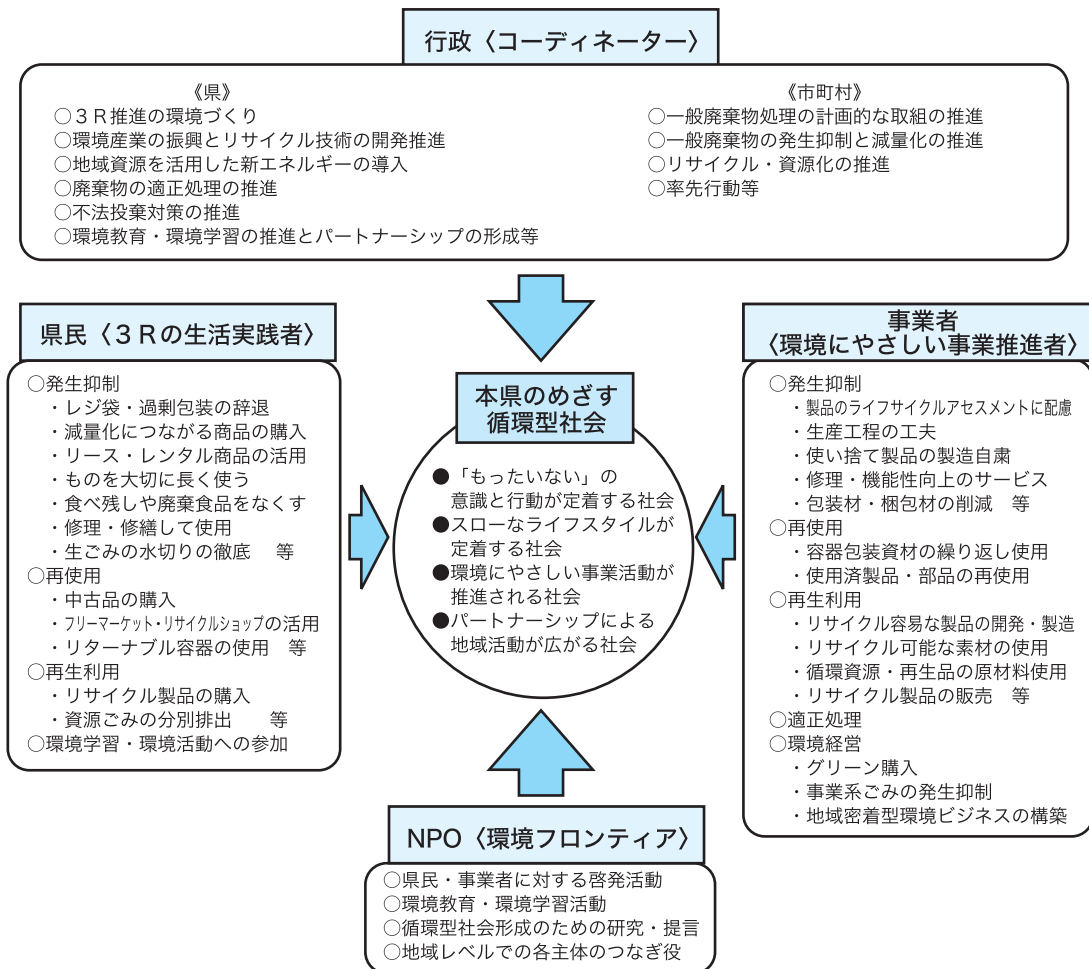 行政〈コーディネーター〉
《県》
○３Ｒ推進の環境づくり
○環境産業の振興とリサイクル技術の開発推進
○地域資源を活用した新エネルギーの導入
○廃棄物の適正処理の推進
○不法投棄対策の推進
○環境教育・環境学習の推進とパートナーシップの形成等
《市町村》
○一般廃棄物処理の計画的な取組の推進
○一般廃棄物の発生抑制と減量化の推進
○リサイクル・資源化の推進
○率先行動等
県民〈３Ｒの生活実践者〉
○発生抑制
・レジ袋・過剰包装の辞退
・減量化につながる商品の購入
・リース・レンタル商品の活用
・ものを大切に長く使う
・食べ残しや廃棄食品をなくす
・修理・修繕して使用
・生ごみの水切りの徹底　等
○再使用
・中古品の購入
・フリーマーケット・リサイクルショップの活用
・リターナブル容器の使用　等
○再生利用
・リサイクル製品の購入
・資源ごみの分別排出　　等
○環境学習・環境活動への参加
本県のめざす
循環型社会
●「もったいない」の
意識と行動が定着する社会
●スローなライフスタイルが
定着する社会
●環境にやさしい事業活動が
推進される社会
●パートナーシップによる
地域活動が広がる社会
事業者
〈環境にやさしい事業推進者〉
○発生抑制
・製品のライフサイクルアセスメントに配慮
・生産工程の工夫
・使い捨て製品の製造自粛
・修理・機能性向上のサービス
・包装材・梱包材の削減　等
○再使用
・容器包装資材の繰り返し使用
・使用済製品・部品の再使用
○再生利用
・リサイクル容易な製品の開発・製造
・リサイクル可能な素材の使用
・循環資源・再生品の原材料使用
・リサイクル製品の販売　等
○適正処理
○環境経営
・グリーン購入
・事業系ごみの発生抑制
・地域密着型環境ビジネスの構築
NPO〈環境フロンティア〉
○県民・事業者に対する啓発活動
○環境教育・環境学習活動
○循環型社会形成のための研究・提言
○地域レベルでの各主体のつなぎ役